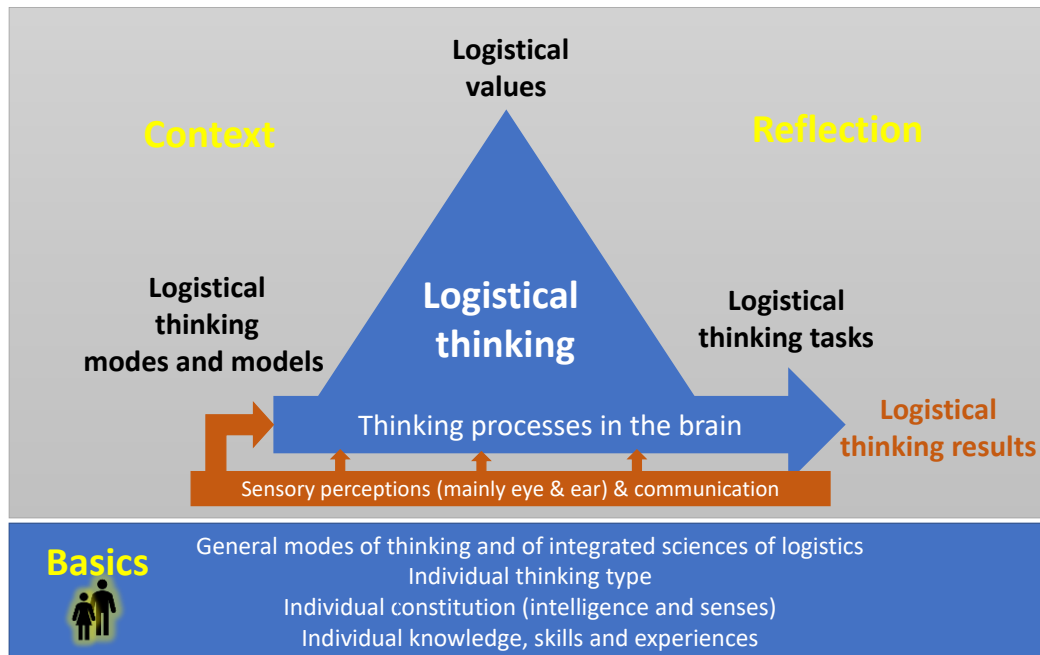 Logistical
values
Context
Reflection
Logistical
thinking
modes and models
Logistical
thinking
Logistical
thinking tasks
Thinking processes in the brain
Logistical
thinking results
Sensory perceptions (mainly eye & ear) & communication
Basics
General modes of thinking and of integrated sciences of logistics
Individual thinking type
Individual constitution (intelligence and senses)
Individual knowledge, skills and experiences